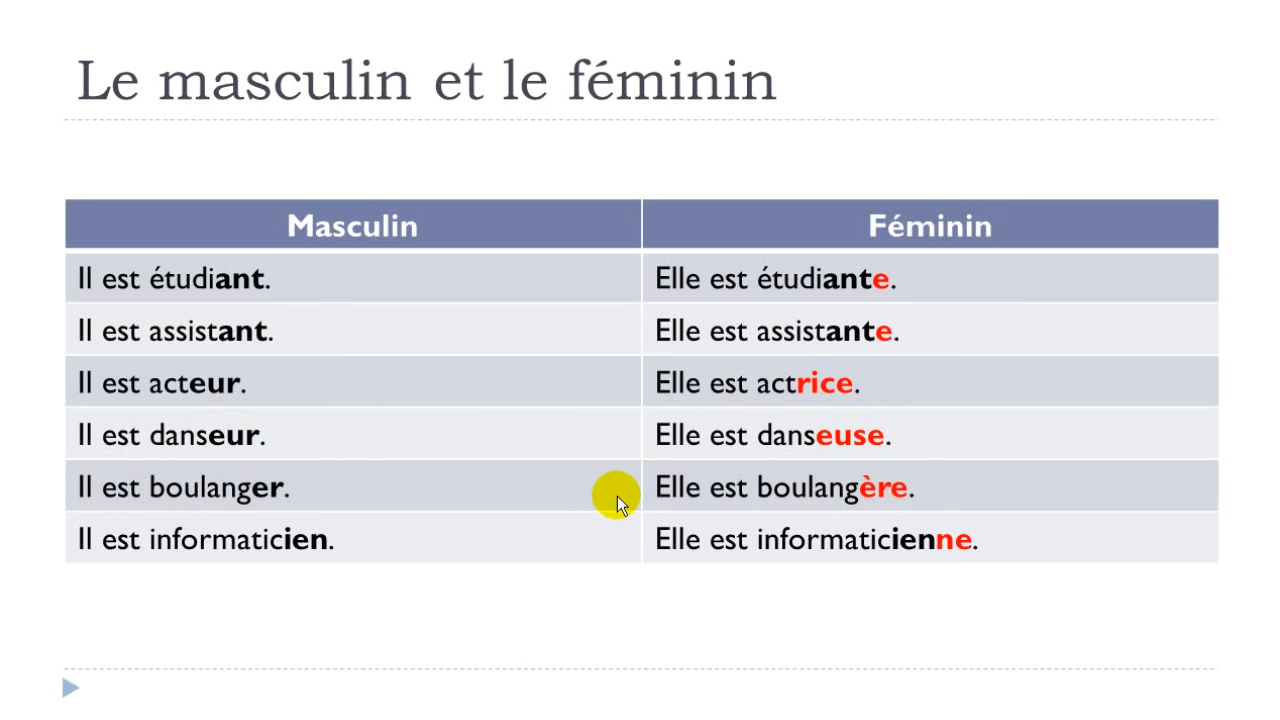 Le masculin et le féminin
Masculin Féminin
Il est étudiant. Elle est étudiante.
Il est assistant. Elle est assistante.
Il est acteur. Elle est actrice.
Il est danseur. Elle est danseuse.
Il est boulanger. Elle est boulangère.
Il est informaticien. Elle est informaticienne.